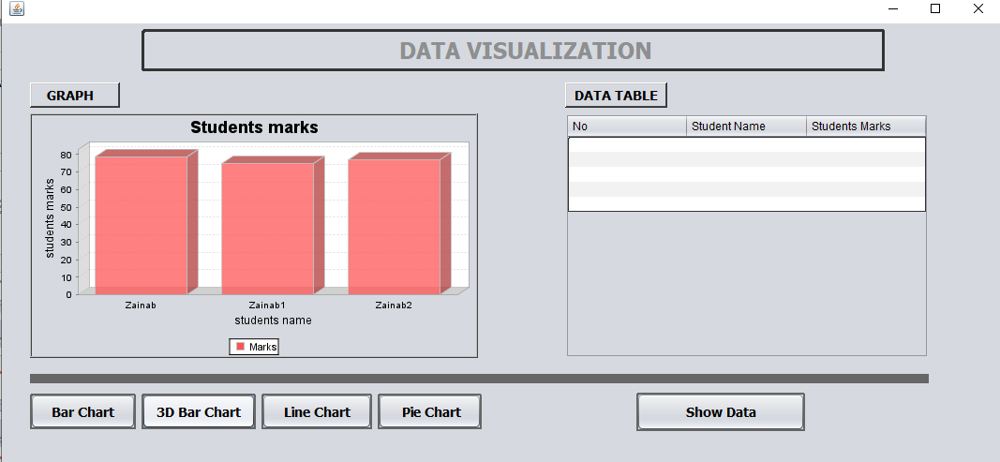 DATA VISUALIZATION
GRAPH
DATA TABLE
Students marks
students marks
80
70
60
50
40
30
20
10
0
Zainab Zainab1 Zainab2
students name
Marks
No Student Name Students Marks
Bar Chart 3D Bar Chart Line Chart Pie Chart Show Data